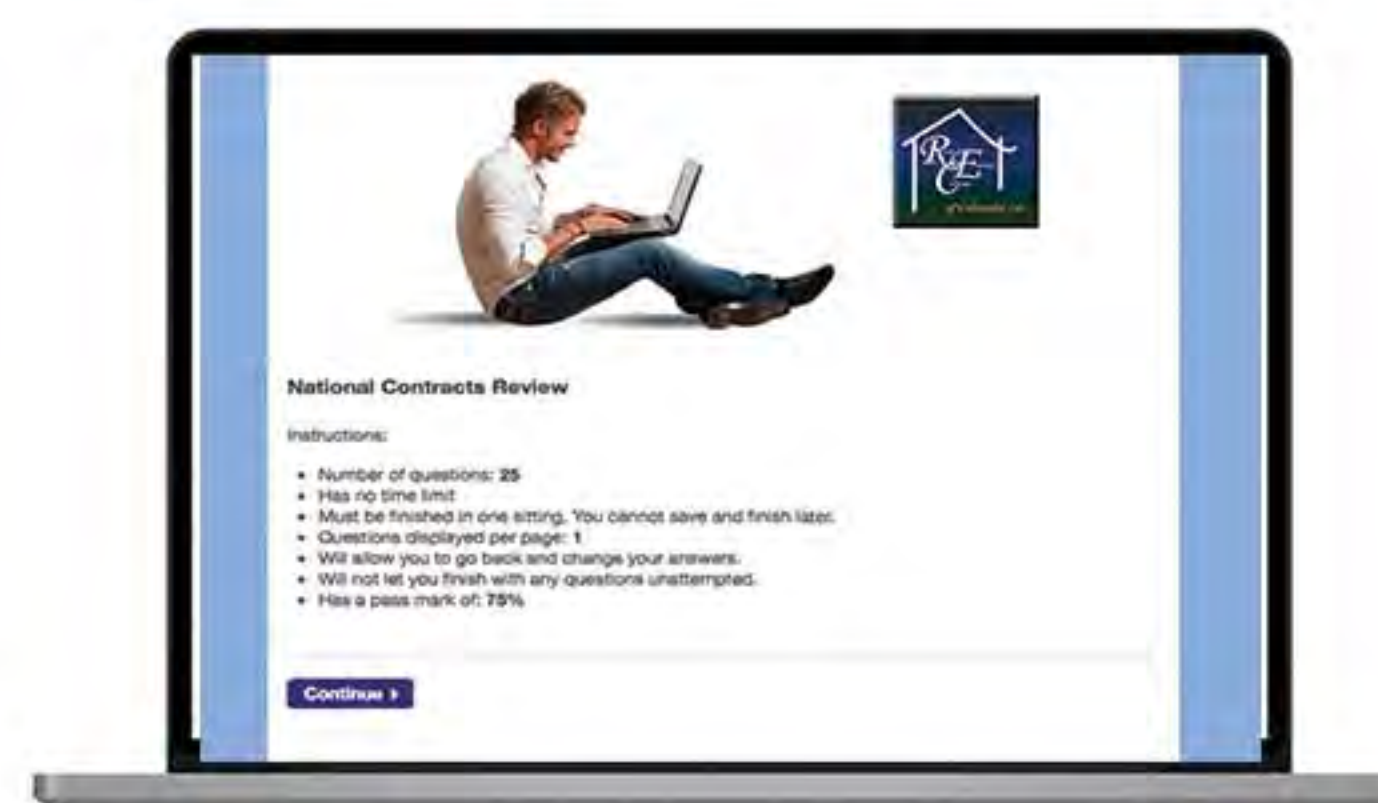 R E
C
National Contracts Review
Instructions:
• Number of questions: 25
• Has no time limit
• Must be finished in one sitting. You cannot save and finish later.
• Questions displayed per page: 1
• Will allow you to go back and change your answers.
• Will not let you finish with any questions unattempted.
• Has a pass mark of: 75%
Continue